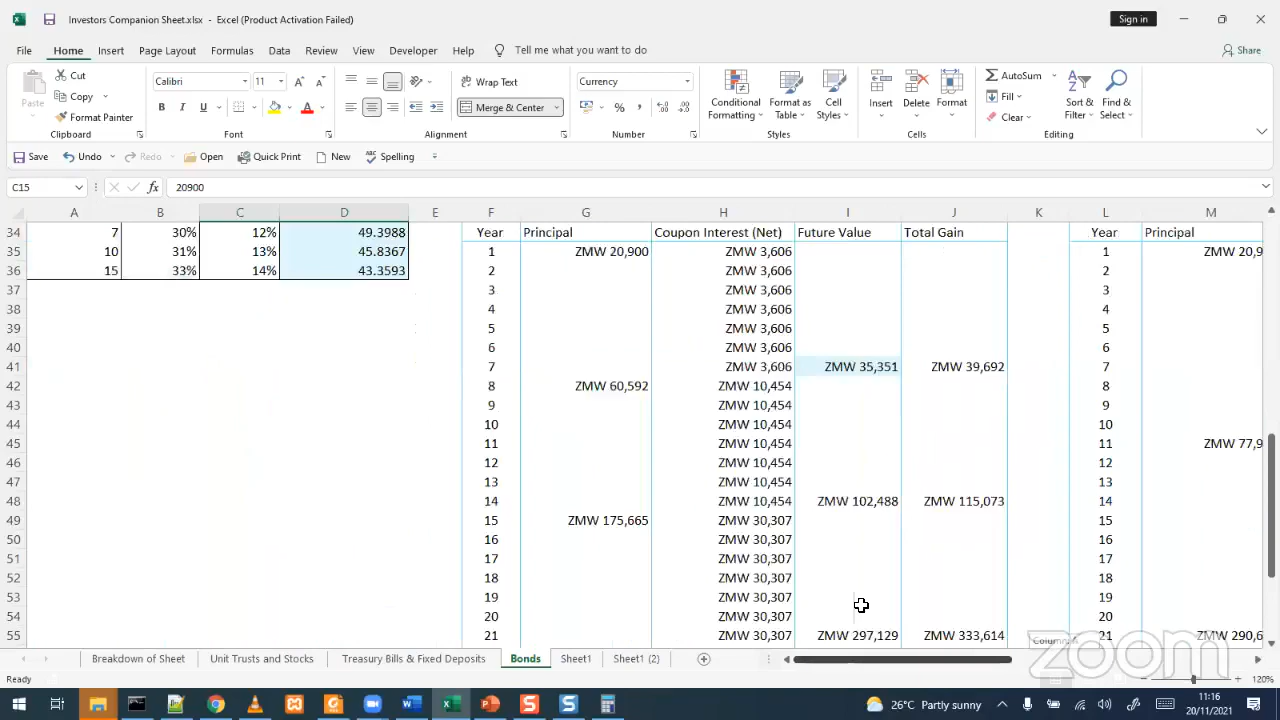 Investors Companion Sheet.xlsx - Excel (Product Activation Failed)
Sign in
File Home Insert Page Layout Formulas Data Review View Developer Help Tell me what you want to do Share
Paste Cut Copy Format Painter Clipboard
Calibri 11 A A B I U A Font
Wrap Text Merge & Center Alignment
Currency % , Number
Conditional Formatting Format as Table Cell Styles Styles
Insert Delete Format Cells
AutoSum Fill Clear Sort & Filter Find & Select Editing
Save Undo Redo Open Quick Print New Spelling
C15 fx 20900
A B C D E F G H I J K L M
34 7 30% 12% 49.3988 Year Principal Coupon Interest (Net) Future Value Total Gain Year Principal
35 10 31% 13% 45.8367 1 ZMW 20,900 ZMW 3,606 1 ZMW 20,9
36 15 33% 14% 43.3593 2 ZMW 3,606 2
37 3 ZMW 3,606 3
38 4 ZMW 3,606 4
39 5 ZMW 3,606 5
40 6 ZMW 3,606 6
41 7 ZMW 3,606 ZMW 35,351 ZMW 39,692 7
42 8 ZMW 60,592 ZMW 10,454 8
43 9 ZMW 10,454 9
44 10 ZMW 10,454 10
45 11 ZMW 10,454 11 ZMW 77,9
46 12 ZMW 10,454 12
47 13 ZMW 10,454 13
48 14 ZMW 10,454 ZMW 102,488 ZMW 115,073 14
49 15 ZMW 175,665 ZMW 30,307 15
50 16 ZMW 30,307 16
51 17 ZMW 30,307 17
52 18 ZMW 30,307 18
53 19 ZMW 30,307 19
54 20 ZMW 30,307 20
55 21 ZMW 30,307 ZMW 297,129 ZMW 333,614 21 ZMW 290,6
Column
Breakdown of Sheet Unit Trusts and Stocks Treasury Bills & Fixed Deposits Bonds Sheet1 Sheet1 (2)
zoom
Ready 120%
26°C Partly sunny 11:16
20/11/2021